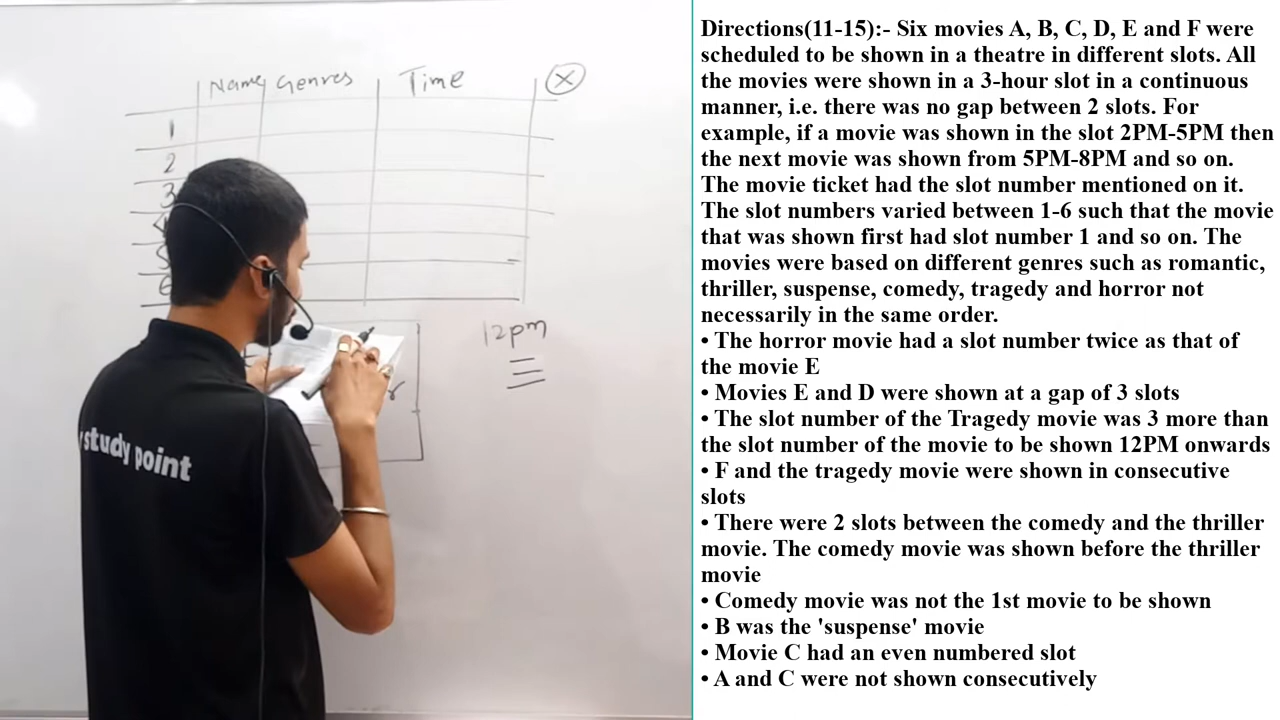 Name Genres Time X
1
2
3
4
5
6
12pm
study point
Directions(11-15):- Six movies A, B, C, D, E and F were
scheduled to be shown in a theatre in different slots. All
the movies were shown in a 3-hour slot in a continuous
manner, i.e. there was no gap between 2 slots. For
example, if a movie was shown in the slot 2PM-5PM then
the next movie was shown from 5PM-8PM and so on.
The movie ticket had the slot number mentioned on it.
The slot numbers varied between 1-6 such that the movie
that was shown first had slot number 1 and so on. The
movies were based on different genres such as romantic,
thriller, suspense, comedy, tragedy and horror not
necessarily in the same order.
• The horror movie had a slot number twice as that of
the movie E
• Movies E and D were shown at a gap of 3 slots
• The slot number of the Tragedy movie was 3 more than
the slot number of the movie to be shown 12PM onwards
• F and the tragedy movie were shown in consecutive
slots
• There were 2 slots between the comedy and the thriller
movie. The comedy movie was shown before the thriller
movie
• Comedy movie was not the 1st movie to be shown
• B was the 'suspense' movie
• Movie C had an even numbered slot
• A and C were not shown consecutively